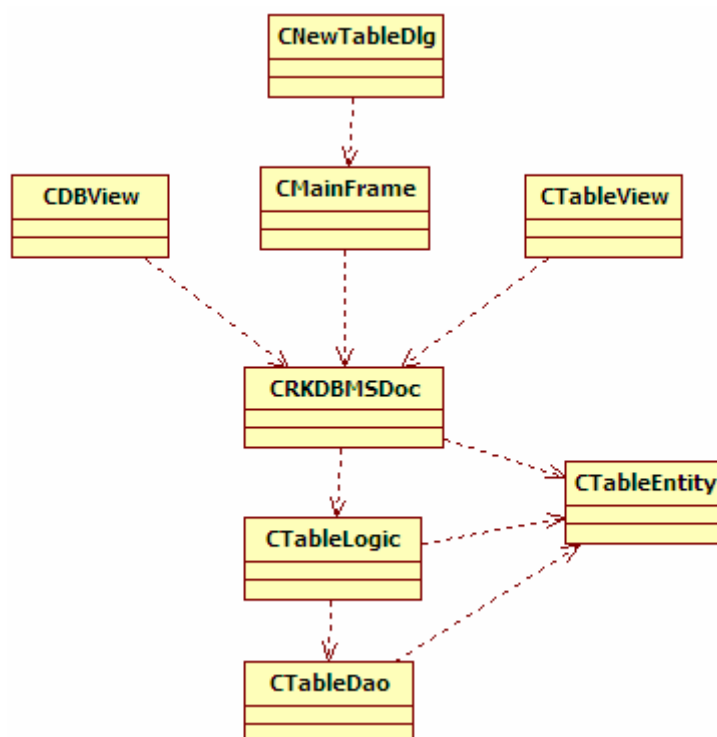 CNewTableDlg
CDBView
CMainFrame
CTableView
CRKDBMSDoc
CTableEntity
CTableLogic
CTableDao